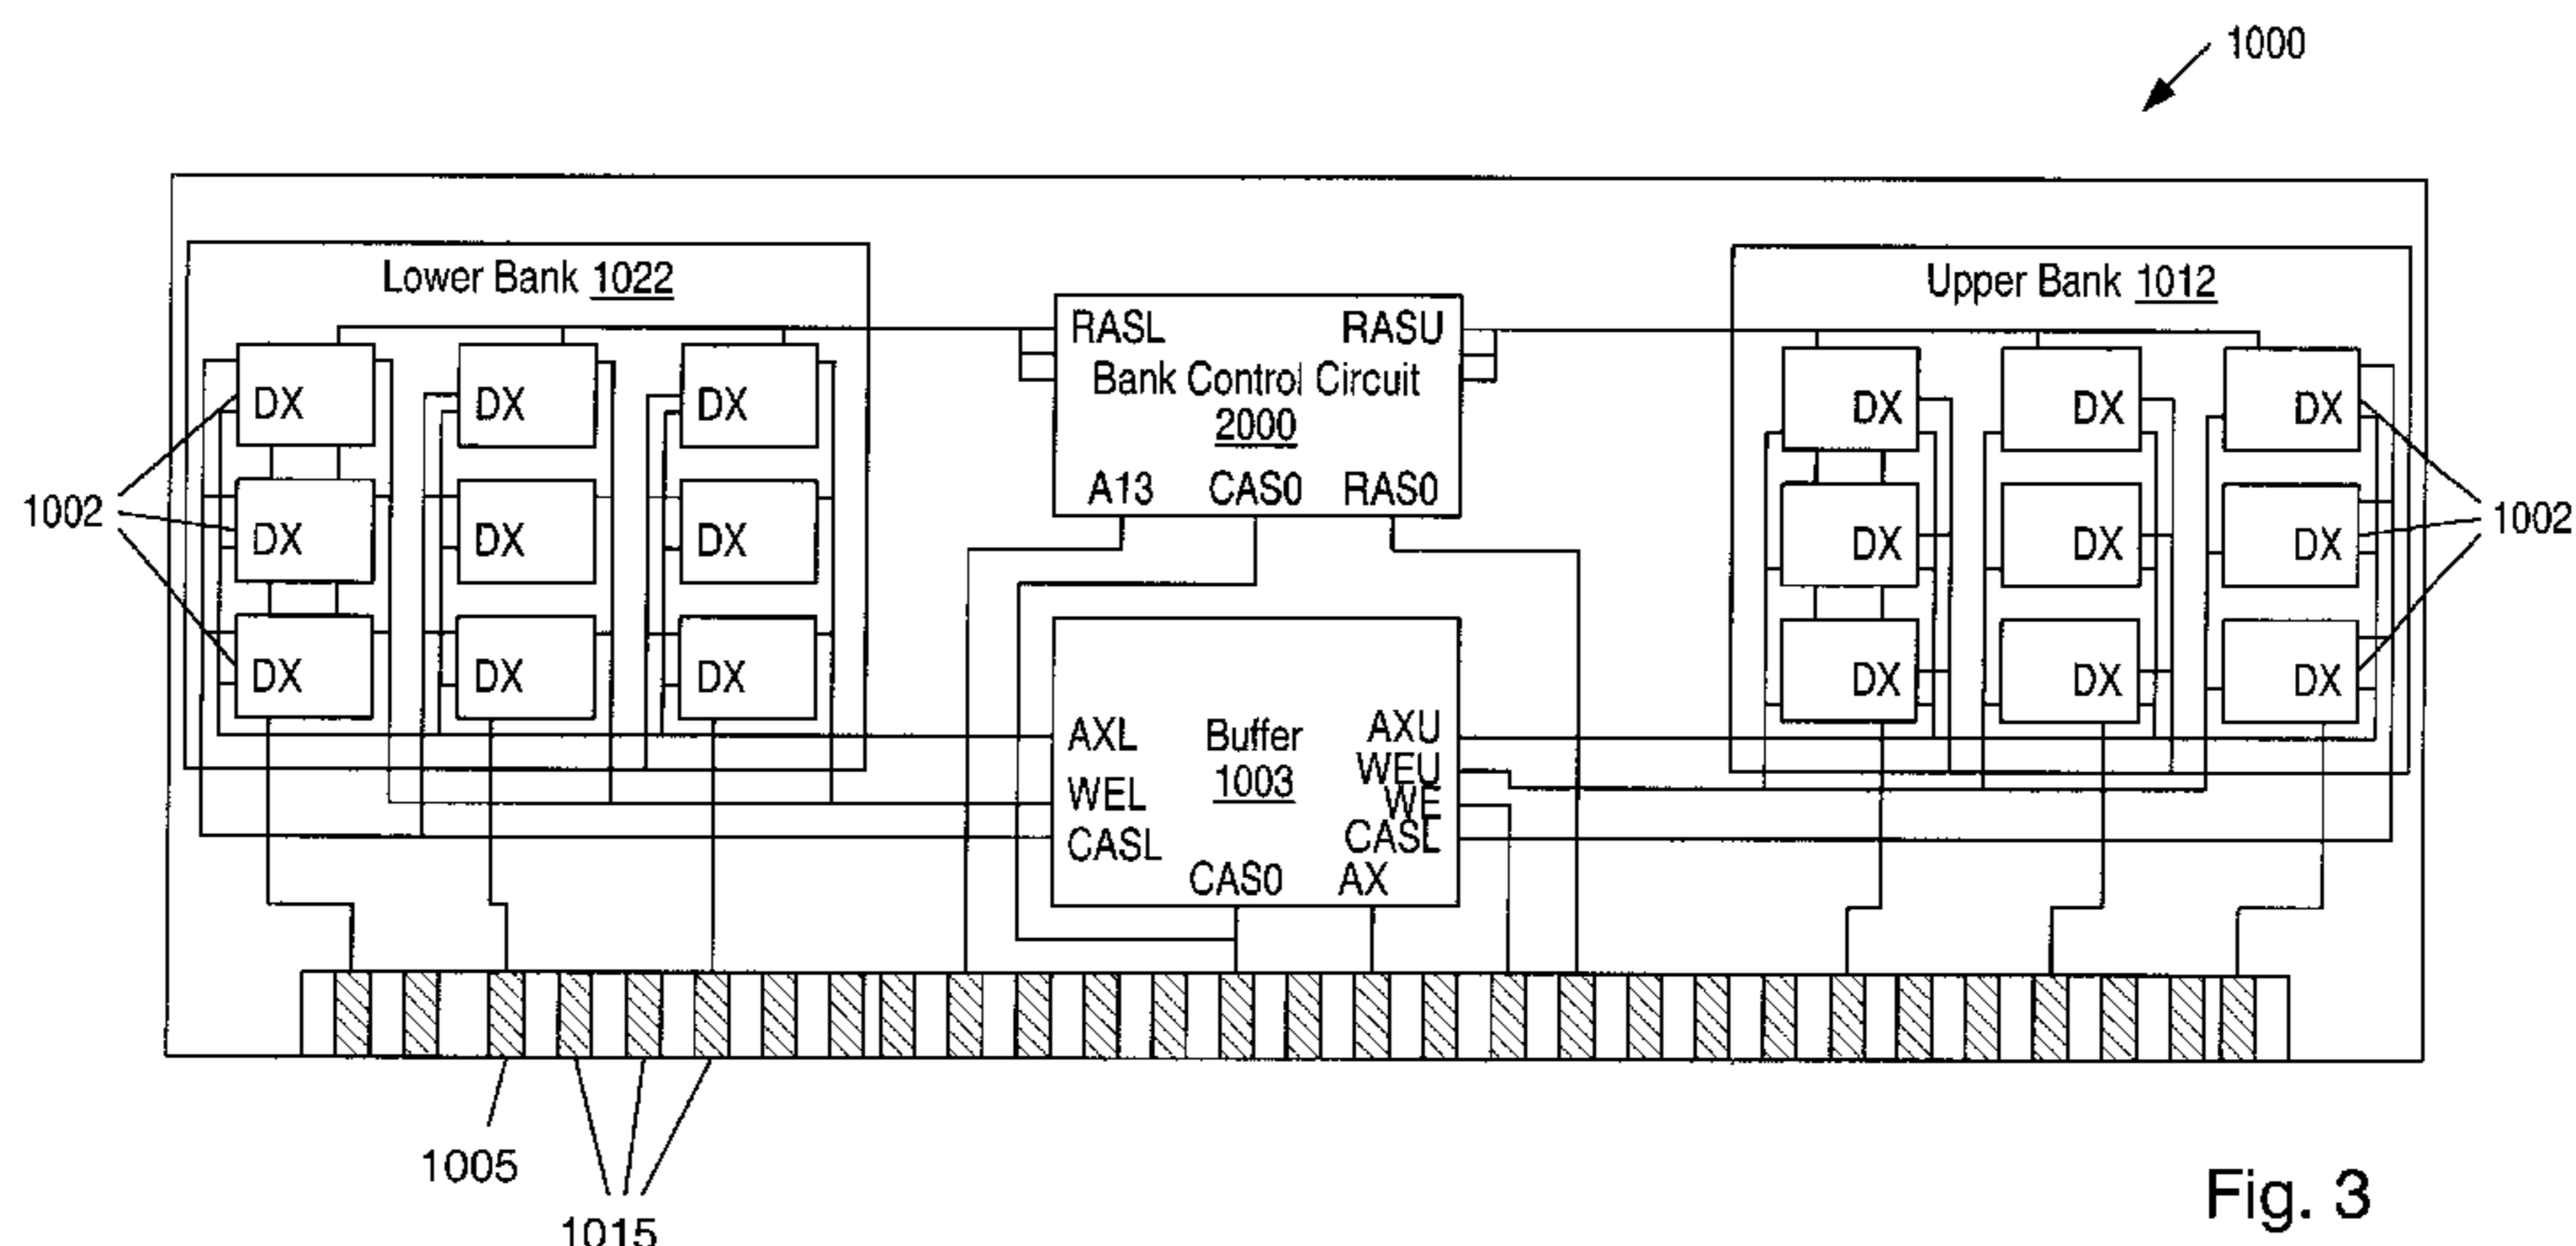 1000
Lower Bank 1022
Upper Bank 1012
RASL RASU
Bank Control Circuit
2000
A13 CAS0 RAS0
DX DX DX
DX DX DX
DX DX DX
DX DX DX
DX DX DX
DX DX DX
1002
1002
AXL Buffer AXU
1003 WEU
WEL WE
CASL CASL
CAS0 AX
1005
1015
Fig. 3